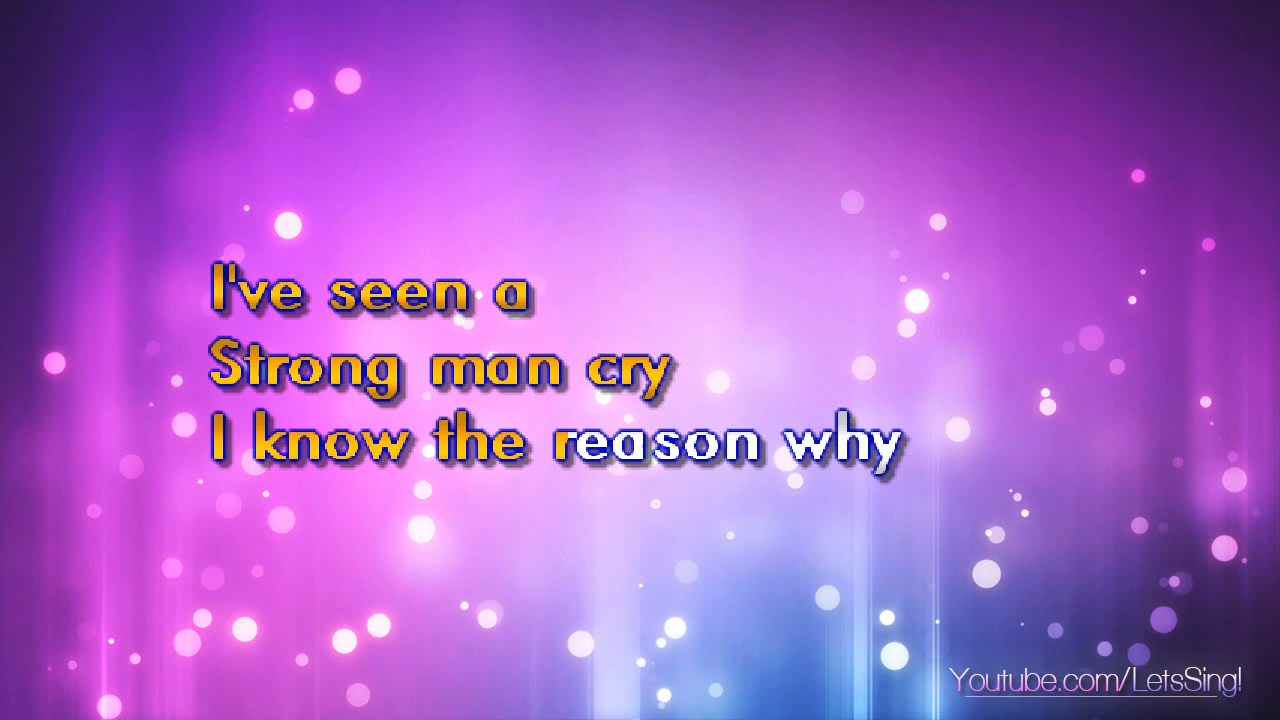 I've seen a
Strong man cry
I know the reason why
Youtube.com/LetsSing!